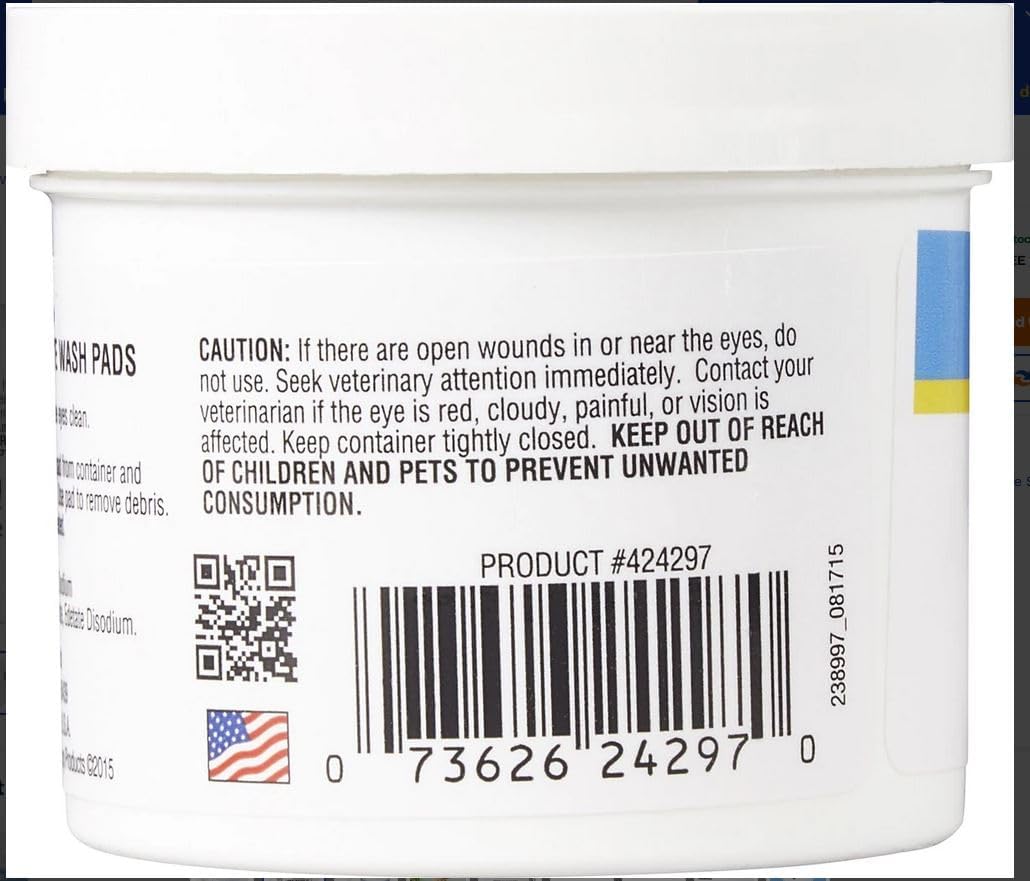 WASH PADS
eyes clean.
from container and
pad to remove debris.
Edetate Disodium.
Products ©2015
CAUTION: If there are open wounds in or near the eyes, do
not use. Seek veterinary attention immediately. Contact your
veterinarian if the eye is red, cloudy, painful, or vision is
affected. Keep container tightly closed. KEEP OUT OF REACH
OF CHILDREN AND PETS TO PREVENT UNWANTED
CONSUMPTION.
PRODUCT #424297
0 73626 24297 0
238997_081715